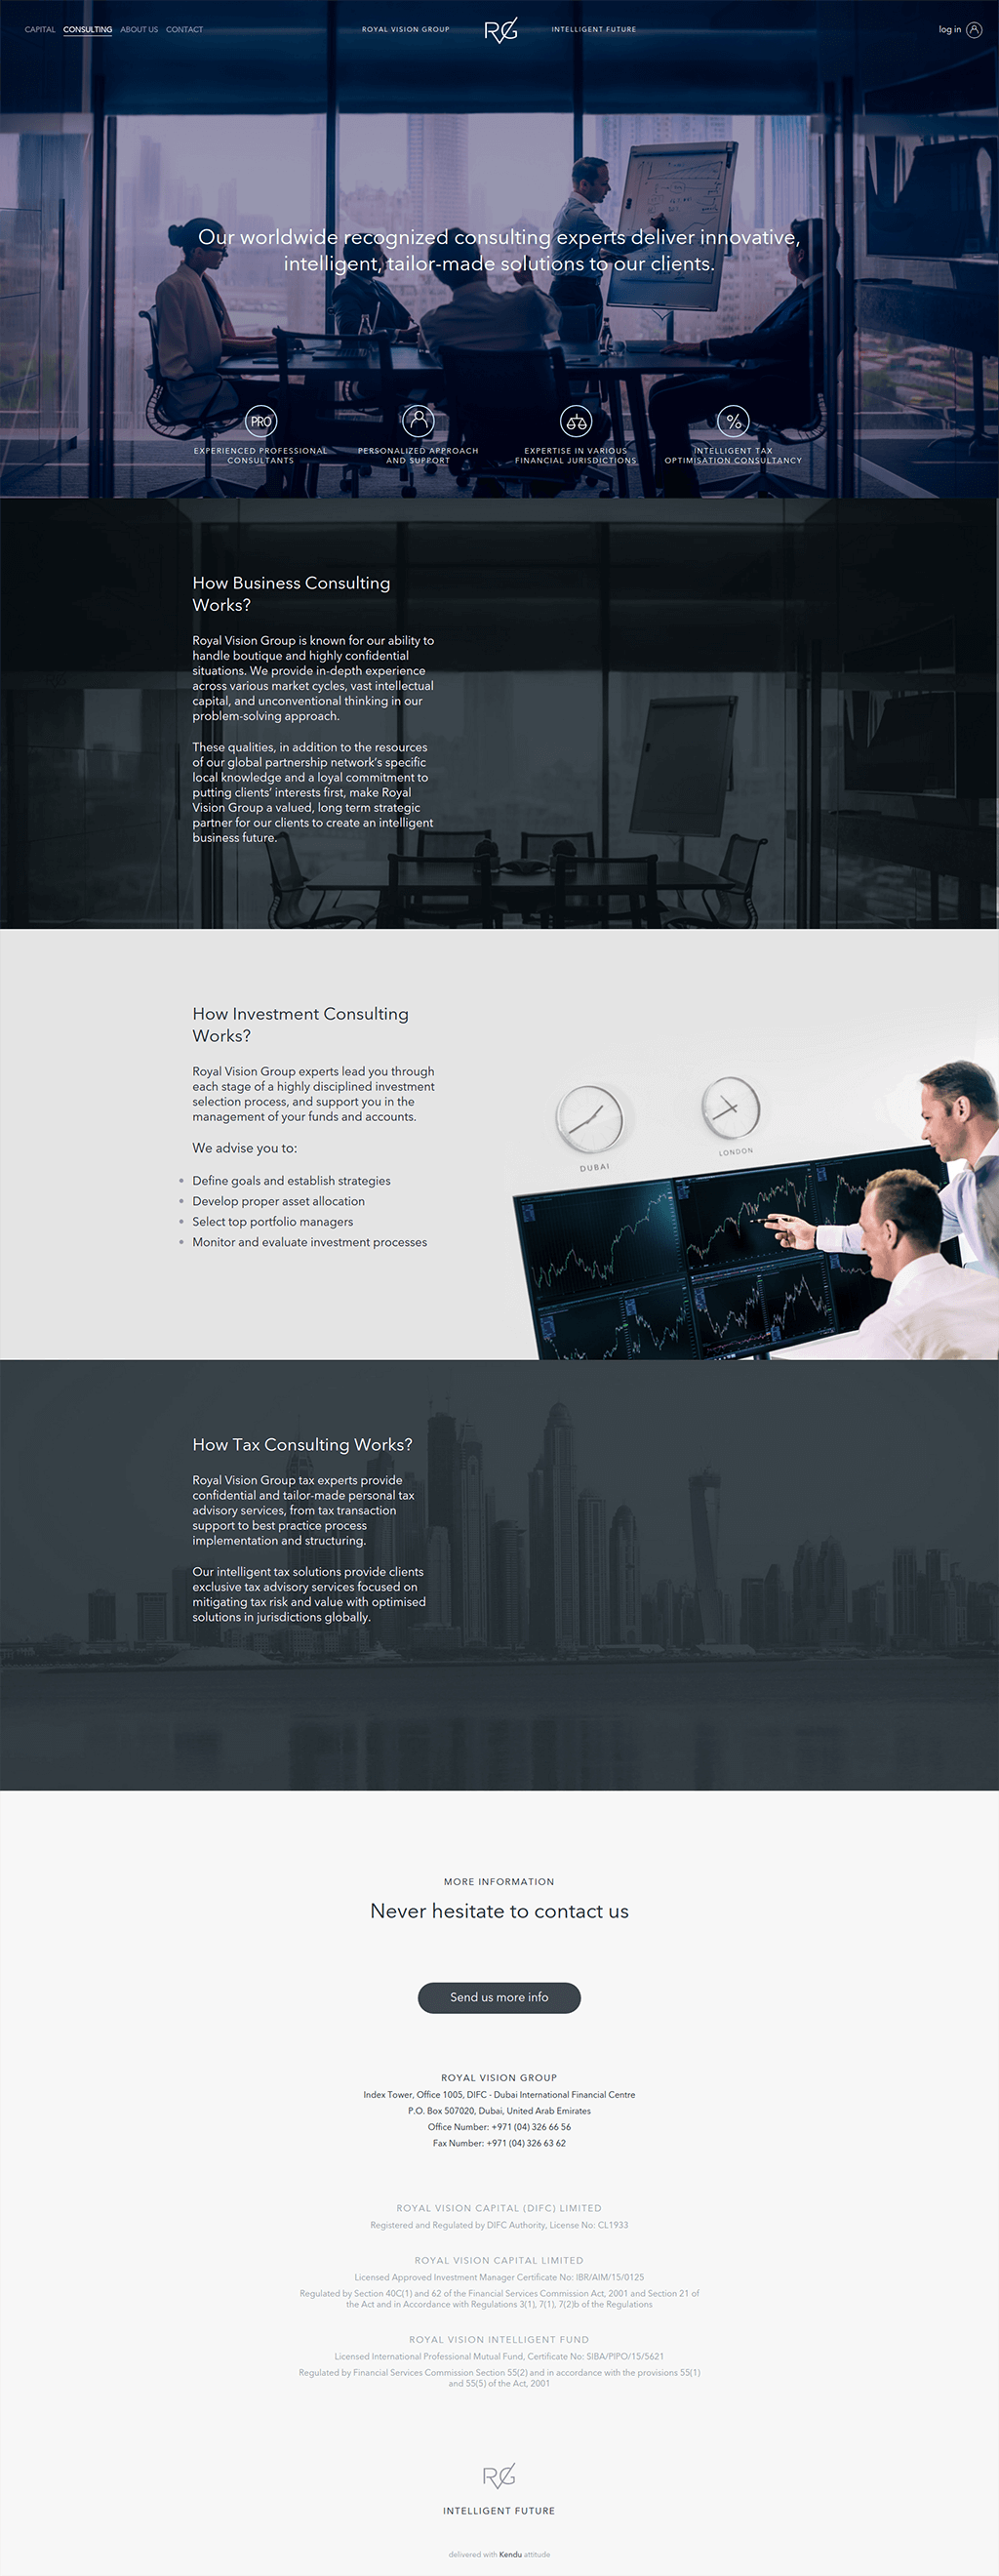 CAPITAL CONSULTING ABOUT US CONTACT
ROYAL VISION GROUP
RVG
INTELLIGENT FUTURE
log in
Our worldwide recognized consulting experts deliver innovative,
intelligent, tailor-made solutions to our clients.
PRO
EXPERIENCED PROFESSIONAL
CONSULTANTS
PERSONALIZED APPROACH
AND SUPPORT
EXPERTISE IN VARIOUS
FINANCIAL JURISDICTIONS
%
INTELLIGENT TAX
OPTIMISATION CONSULTANCY
How Business Consulting
Works?
Royal Vision Group is known for our ability to
handle boutique and highly confidential
situations. We provide in-depth experience
across various market cycles, vast intellectual
capital, and unconventional thinking in our
problem-solving approach.
These qualities, in addition to the resources
of our global partnership network's specific
local knowledge and a loyal commitment to
putting clients' interests first, make Royal
Vision Group a valued, long term strategic
partner for our clients to create an intelligent
business future.
How Investment Consulting
Works?
Royal Vision Group experts lead you through
each stage of a highly disciplined investment
selection process, and support you in the
management of your funds and accounts.
We advise you to:
• Define goals and establish strategies
• Develop proper asset allocation
• Select top portfolio managers
• Monitor and evaluate investment processes
DUBAI
LONDON
How Tax Consulting Works?
Royal Vision Group tax experts provide
confidential and tailor-made personal tax
advisory services, from tax transaction
support to best practice process
implementation and structuring.
Our intelligent tax solutions provide clients
exclusive tax advisory services focused on
mitigating tax risk and value with optimised
solutions in jurisdictions globally.
MORE INFORMATION
Never hesitate to contact us
Send us more info
ROYAL VISION GROUP
Index Tower, Office 1005, DIFC - Dubai International Financial Centre
P.O. Box 507020, Dubai, United Arab Emirates
Office Number: +971 (04) 326 66 56
Fax Number: +971 (04) 326 63 62
ROYAL VISION CAPITAL (DIFC) LIMITED
Registered and Regulated by DIFC Authority, License No: CL1933
ROYAL VISION CAPITAL LIMITED
Licensed Approved Investment Manager Certificate No: IBR/AIM/15/0125
Regulated by Section 40C(1) and 62 of the Financial Services Commission Act, 2001 and Section 21 of
the Act and in Accordance with Regulations 3(1), 7(1), 7(2)b of the Regulations
ROYAL VISION INTELLIGENT FUND
Licensed International Professional Mutual Fund, Certificate No: SIBA/PIPO/15/5621
Regulated by Financial Services Commission Section 55(2) and in accordance with the provisions 55(1)
and 55(5) of the Act, 2001
RVG
INTELLIGENT FUTURE
delivered with Kendu attitude